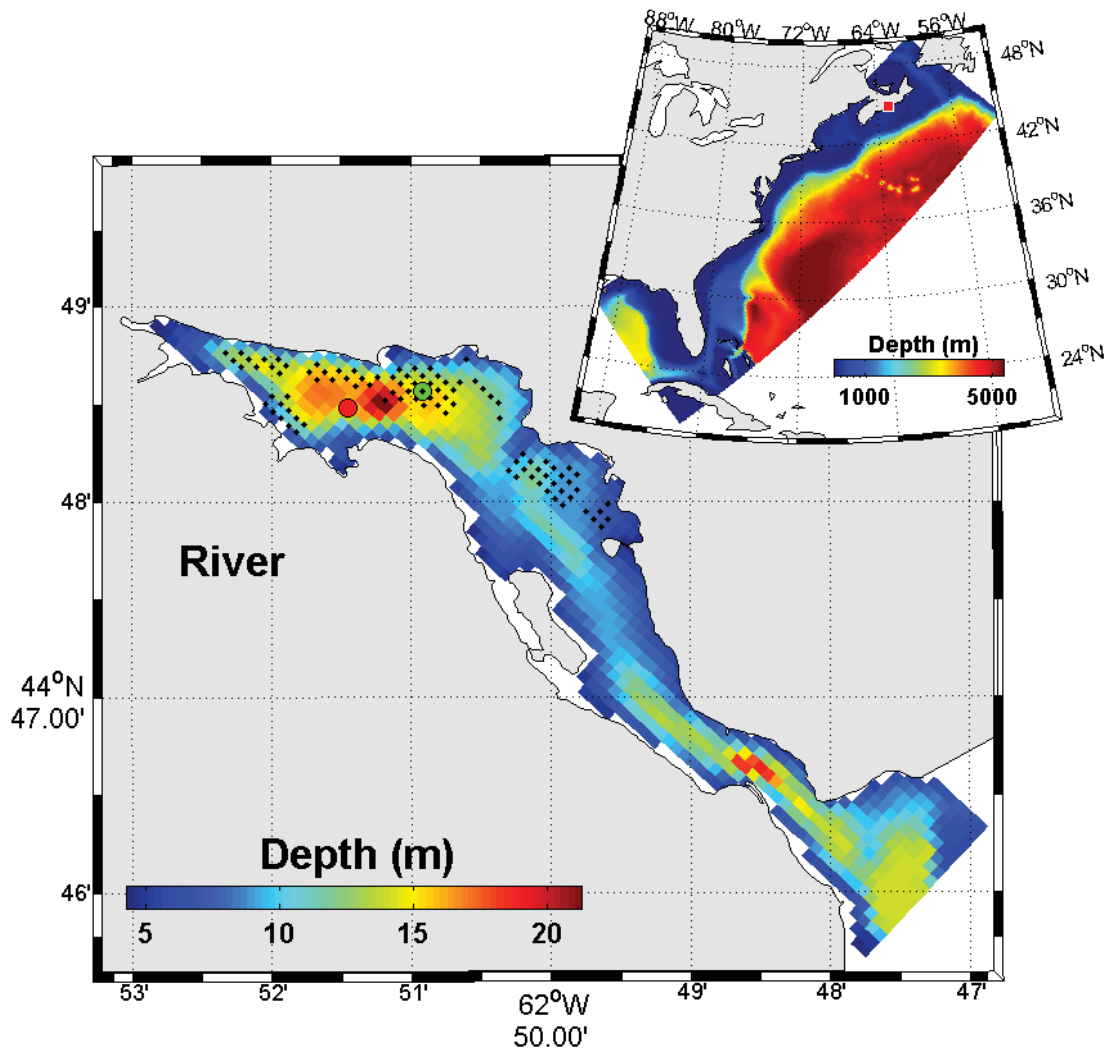 88°W 80°W 72°W 64°W 56°W
48°N
42°N
36°N
30°N
24°N
Depth (m)
1000 5000
49'
48'
River
44°N
47.00'
46'
Depth (m)
5 10 15 20
53' 52' 51' 62°W 49' 48' 47'
50.00'